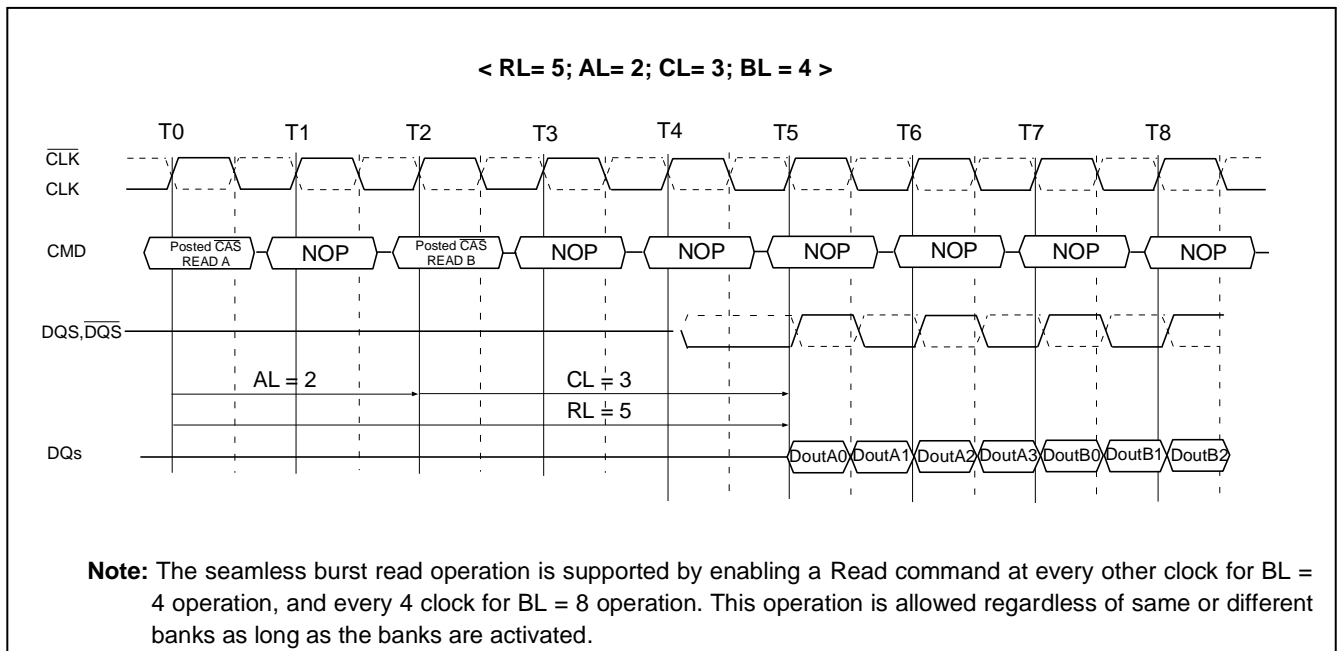 < RL= 5; AL= 2; CL= 3; BL = 4 >
T0 T1 T2 T3 T4 T5 T6 T7 T8
CLK
CLK
CMD
Posted CAS
READ A
NOP
Posted CAS
READ B
NOP NOP NOP NOP NOP NOP
DQS,DQS
AL = 2 CL = 3
RL = 5
DQs
DoutA0 DoutA1 DoutA2 DoutA3 DoutB0 DoutB1 DoutB2
Note: The seamless burst read operation is supported by enabling a Read command at every other clock for BL =
4 operation, and every 4 clock for BL = 8 operation. This operation is allowed regardless of same or different
banks as long as the banks are activated.